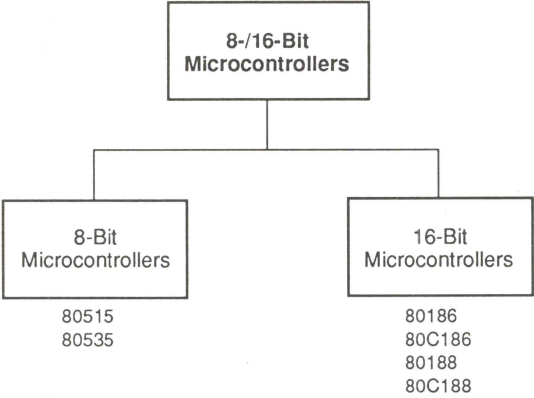 8-/16-Bit
Microcontrollers
8-Bit
Microcontrollers
16-Bit
Microcontrollers
80515
80535
80186
80C186
80188
80C188